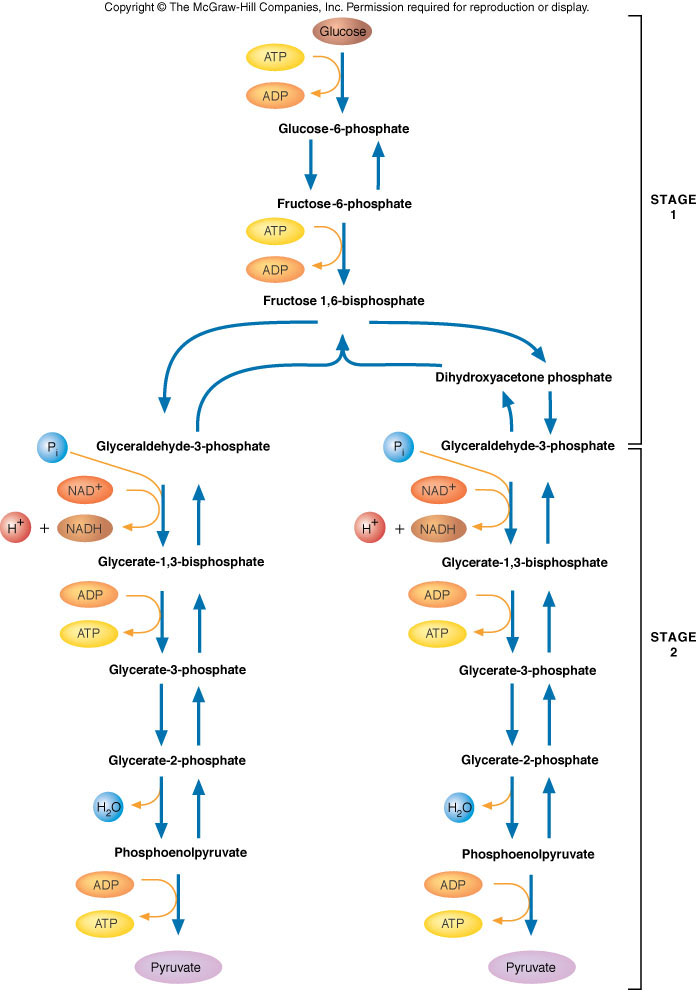 Copyright © The McGraw-Hill Companies, Inc. Permission required for reproduction or display.
Glucose
ATP
ADP
Glucose-6-phosphate
Fructose-6-phosphate
STAGE
1
ATP
ADP
Fructose 1,6-bisphosphate
Dihydroxyacetone phosphate
Pi Glyceraldehyde-3-phosphate Pi Glyceraldehyde-3-phosphate
NAD+ NAD+
H+ + NADH H+ + NADH
Glycerate-1,3-bisphosphate Glycerate-1,3-bisphosphate
ADP ADP
ATP ATP
STAGE
2
Glycerate-3-phosphate Glycerate-3-phosphate
Glycerate-2-phosphate Glycerate-2-phosphate
H2O H2O
Phosphoenolpyruvate Phosphoenolpyruvate
ADP ADP
ATP ATP
Pyruvate Pyruvate